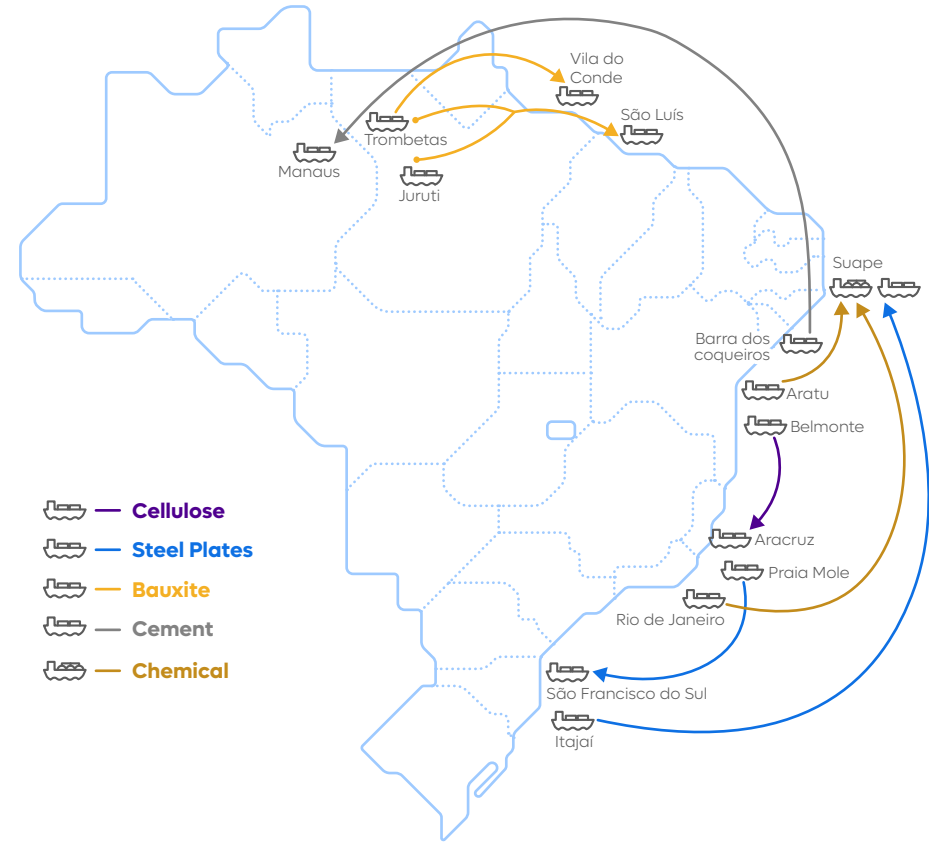 Vila do
Conde
São Luís
Trombetas
Manaus
Juruti
Suape
Barra dos
coqueiros
Aratu
Belmonte
Cellulose
Aracruz
Steel Plates
Praia Mole
Bauxite
Rio de Janeiro
Cement
Chemical
São Francisco do Sul
Itajaí